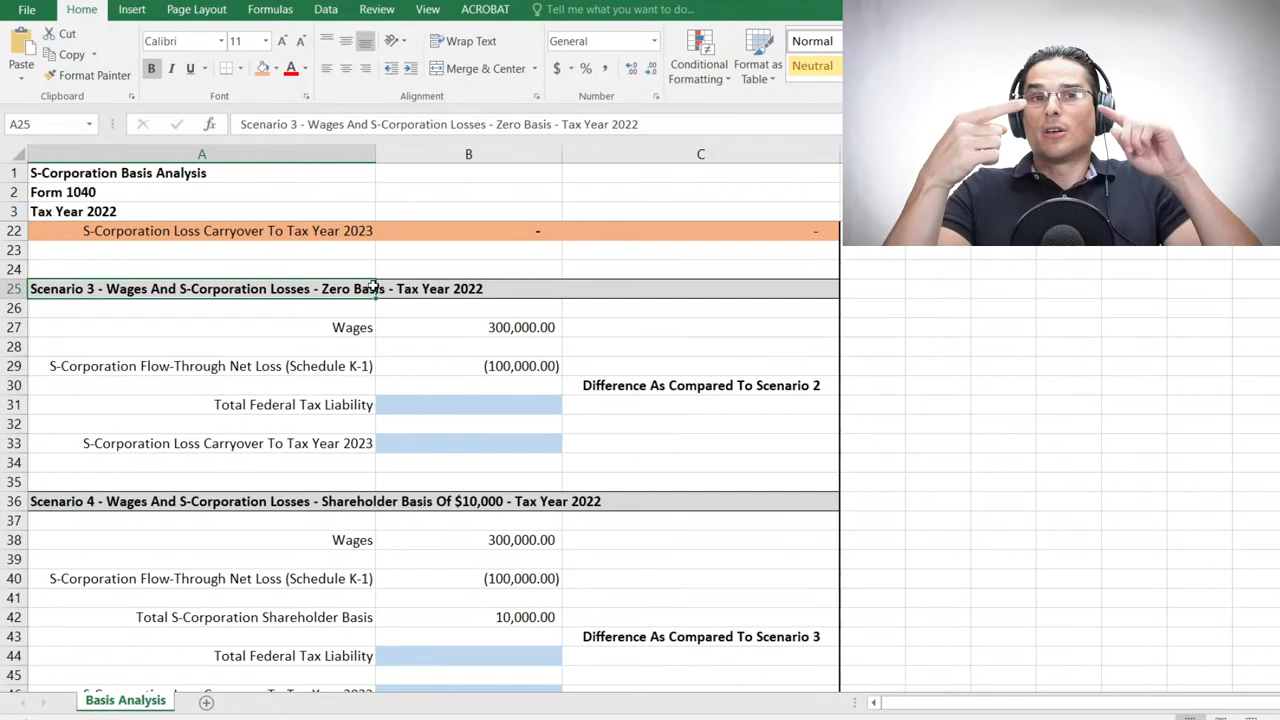 File Home Insert Page Layout Formulas Data Review View ACROBAT Tell me what you want to do...
Cut
Copy
Format Painter
Paste
Calibri 11
B I U
Wrap Text
Merge & Center
General
$ % ,
Conditional Formatting
Format as Table
Normal
Neutral
Clipboard Font Alignment Number
A25 fx Scenario 3 - Wages And S-Corporation Losses - Zero Basis - Tax Year 2022
A B C
1 S-Corporation Basis Analysis
2 Form 1040
3 Tax Year 2022
22 S-Corporation Loss Carryover To Tax Year 2023 - -
23
24
25 Scenario 3 - Wages And S-Corporation Losses - Zero Basis - Tax Year 2022
26
27 Wages 300,000.00
28
29 S-Corporation Flow-Through Net Loss (Schedule K-1) (100,000.00)
30 Difference As Compared To Scenario 2
31 Total Federal Tax Liability
32
33 S-Corporation Loss Carryover To Tax Year 2023
34
35
36 Scenario 4 - Wages And S-Corporation Losses - Shareholder Basis Of $10,000 - Tax Year 2022
37
38 Wages 300,000.00
39
40 S-Corporation Flow-Through Net Loss (Schedule K-1) (100,000.00)
41
42 Total S-Corporation Shareholder Basis 10,000.00
43 Difference As Compared To Scenario 3
44 Total Federal Tax Liability
45
Basis Analysis